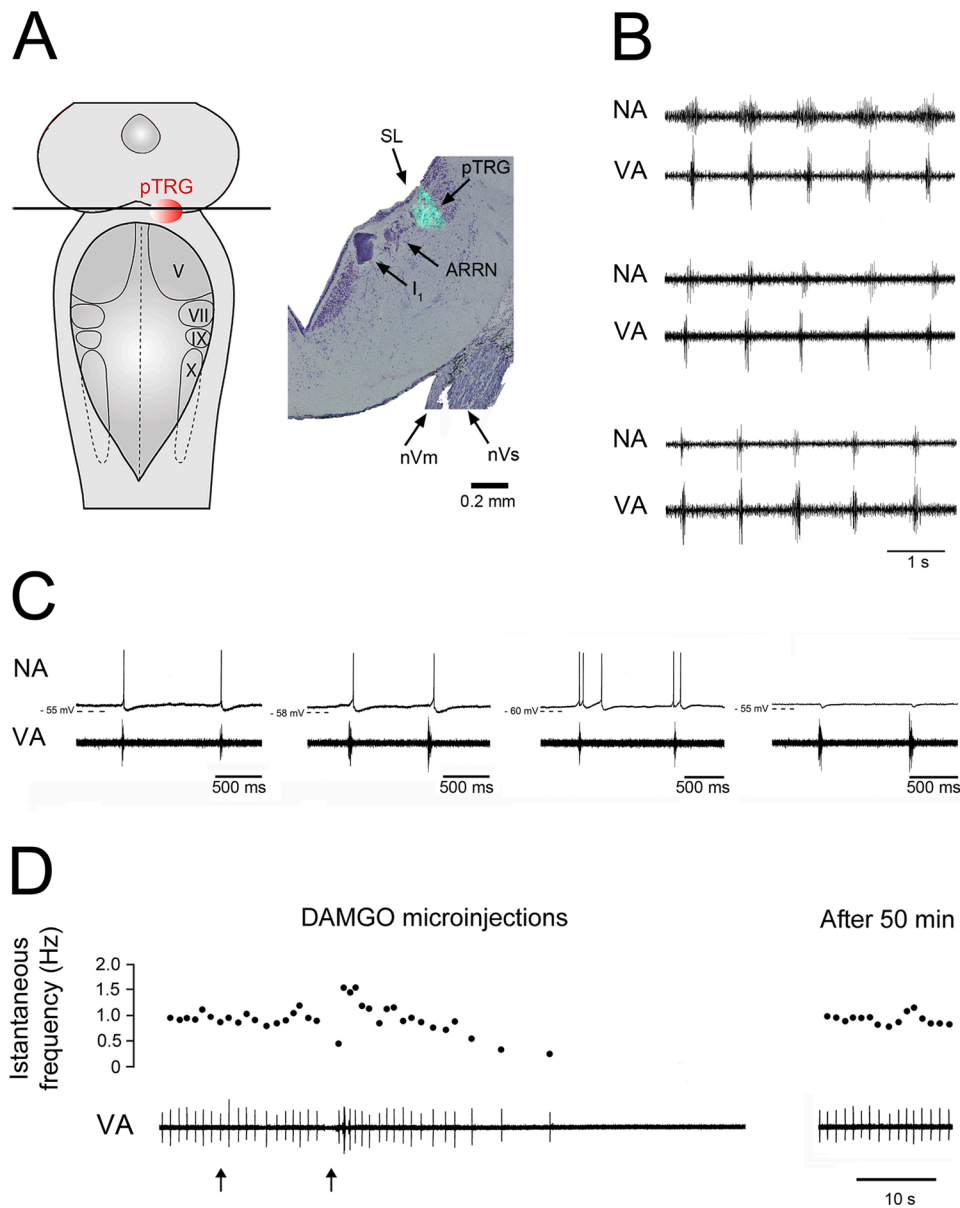 A
B
pTRG
V
VII
IX
X
SL
pTRG
ARRN
I1
nVm
nVs
0.2 mm
NA
VA
NA
VA
NA
VA
1 s
C
NA
- 55 mV
- 58 mV
- 60 mV
- 55 mV
VA
500 ms
500 ms
500 ms
500 ms
D
DAMGO microinjections
After 50 min
Istantaneous
frequency (Hz)
2.0
1.5
1.0
0.5
0
VA
10 s